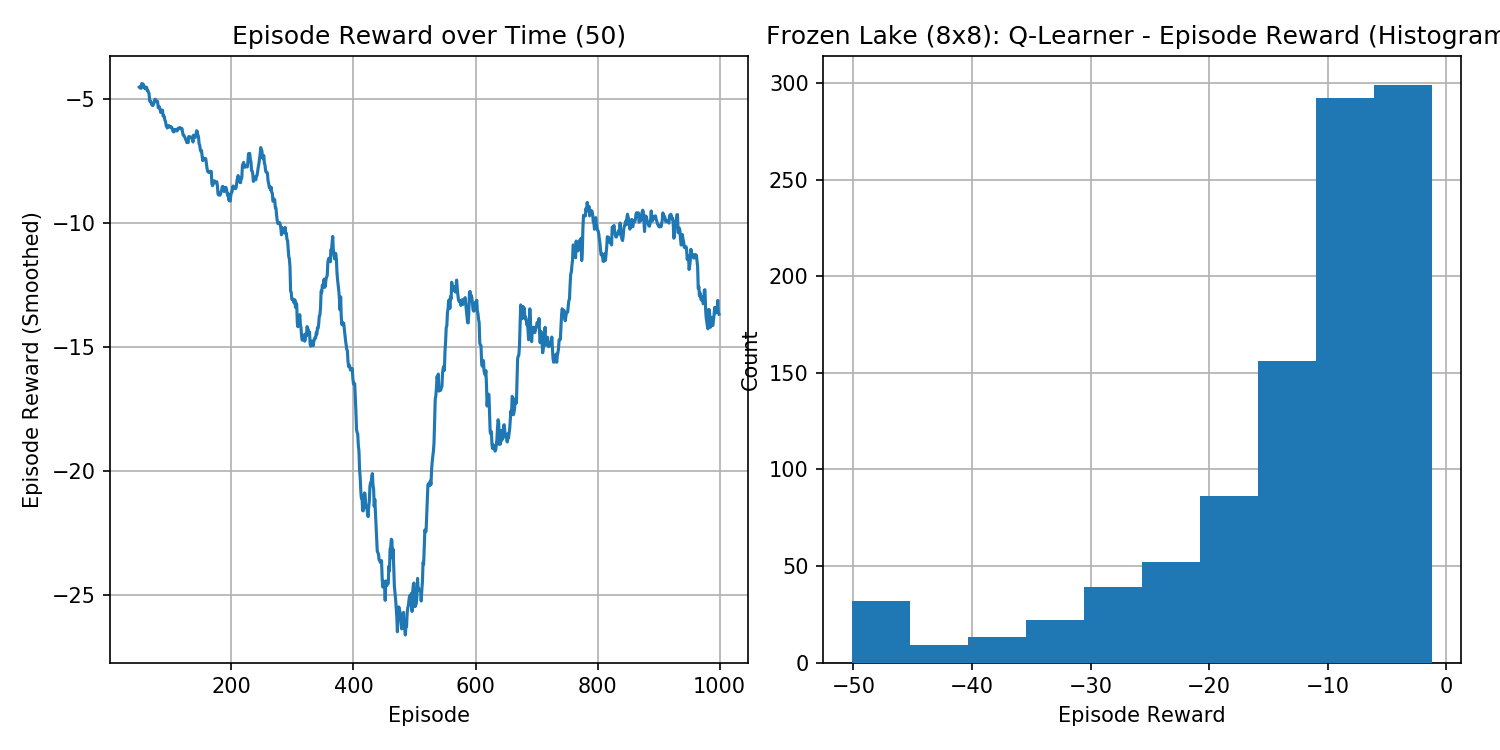 Episode Reward over Time (50)
Episode Reward (Smoothed)
−5
−10
−15
−20
−25
200 400 600 800 1000
Episode
Frozen Lake (8x8): Q-Learner - Episode Reward (Histogram
Count
300
250
200
150
100
50
0
−50 −40 −30 −20 −10 0
Episode Reward